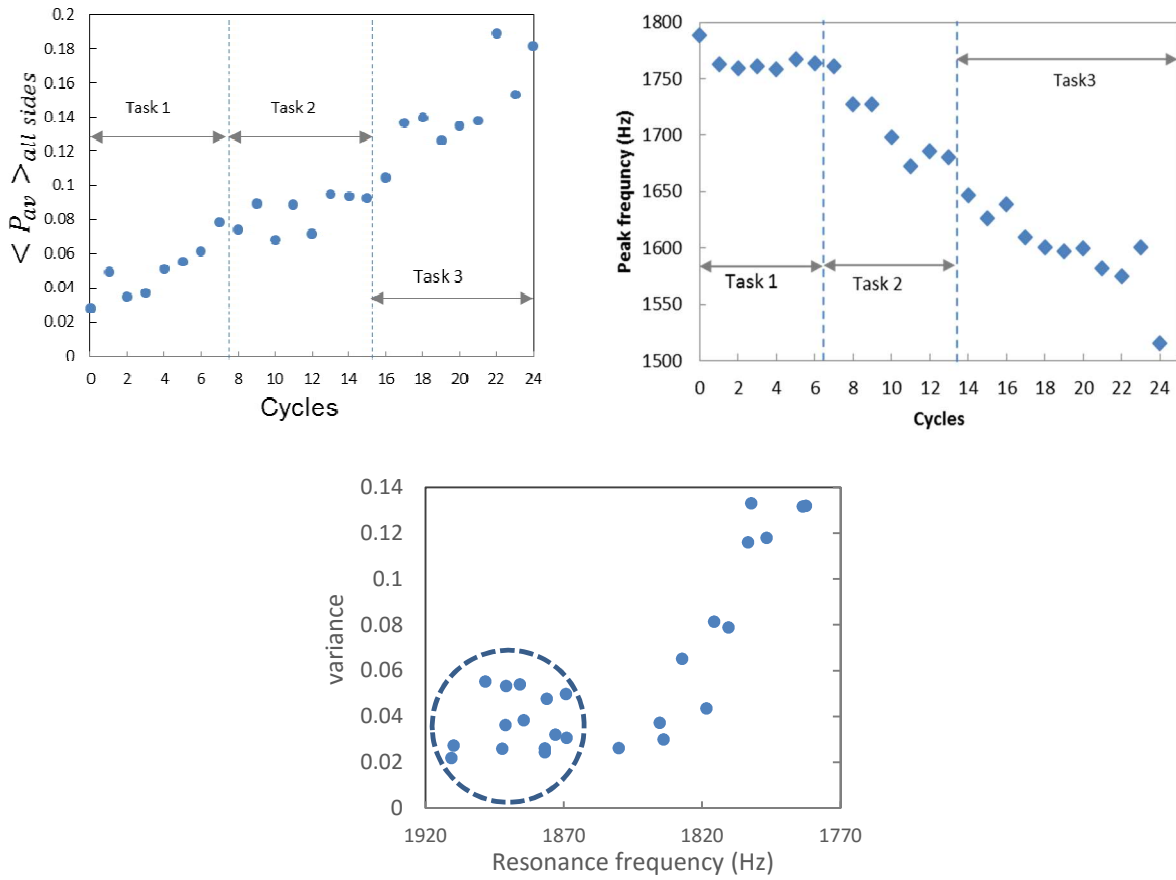 0.2
0.18
0.16
0.14
0.12
0.1
0.08
0.06
0.04
0.02
0
< P_av >_all sides
Task 1
Task 2
Task 3
0 2 4 6 8 10 12 14 16 18 20 22 24
Cycles
1800
1750
1700
1650
1600
1550
1500
Peak frequncy (Hz)
Task3
Task 1
Task 2
0 2 4 6 8 10 12 14 16 18 20 22 24
Cycles
0.14
0.12
0.1
0.08
0.06
0.04
0.02
0
variance
1920 1870 1820 1770
Resonance frequency (Hz)